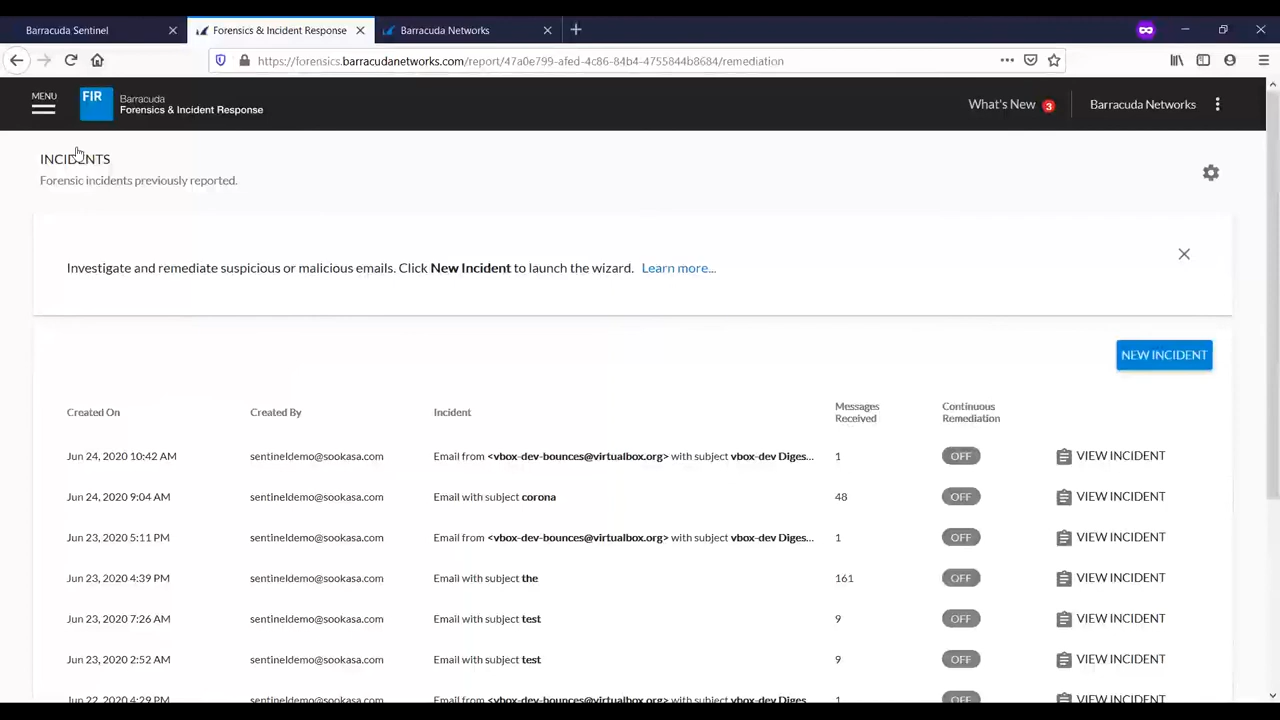 Barracuda Sentinel
Forensics & Incident Response
Barracuda Networks
https://forensics.barracudanetworks.com/report/47a0e799-afed-4c86-84b4-4755844b8684/remediation
MENU
FIR
Barracuda
Forensics & Incident Response
What's New 3
Barracuda Networks
INCIDENTS
Forensic incidents previously reported.
Investigate and remediate suspicious or malicious emails. Click New Incident to launch the wizard. Learn more...
NEW INCIDENT
Created On Created By Incident Messages Received Continuous Remediation
Jun 24, 2020 10:42 AM sentineldemo@sookasa.com Email from <vbox-dev-bounces@virtualbox.org> with subject vbox-dev Diges... 1 OFF VIEW INCIDENT
Jun 24, 2020 9:04 AM sentineldemo@sookasa.com Email with subject corona 48 OFF VIEW INCIDENT
Jun 23, 2020 5:11 PM sentineldemo@sookasa.com Email from <vbox-dev-bounces@virtualbox.org> with subject vbox-dev Diges... 1 OFF VIEW INCIDENT
Jun 23, 2020 4:39 PM sentineldemo@sookasa.com Email with subject the 161 OFF VIEW INCIDENT
Jun 23, 2020 7:26 AM sentineldemo@sookasa.com Email with subject test 9 OFF VIEW INCIDENT
Jun 23, 2020 2:52 AM sentineldemo@sookasa.com Email with subject test 9 OFF VIEW INCIDENT
Jun 22, 2020 4:29 PM sentineldemo@sookasa.com Email from <vbox-dev-bounces@virtualbox.org> with subject vbox-dev Diges... 1 OFF VIEW INCIDENT